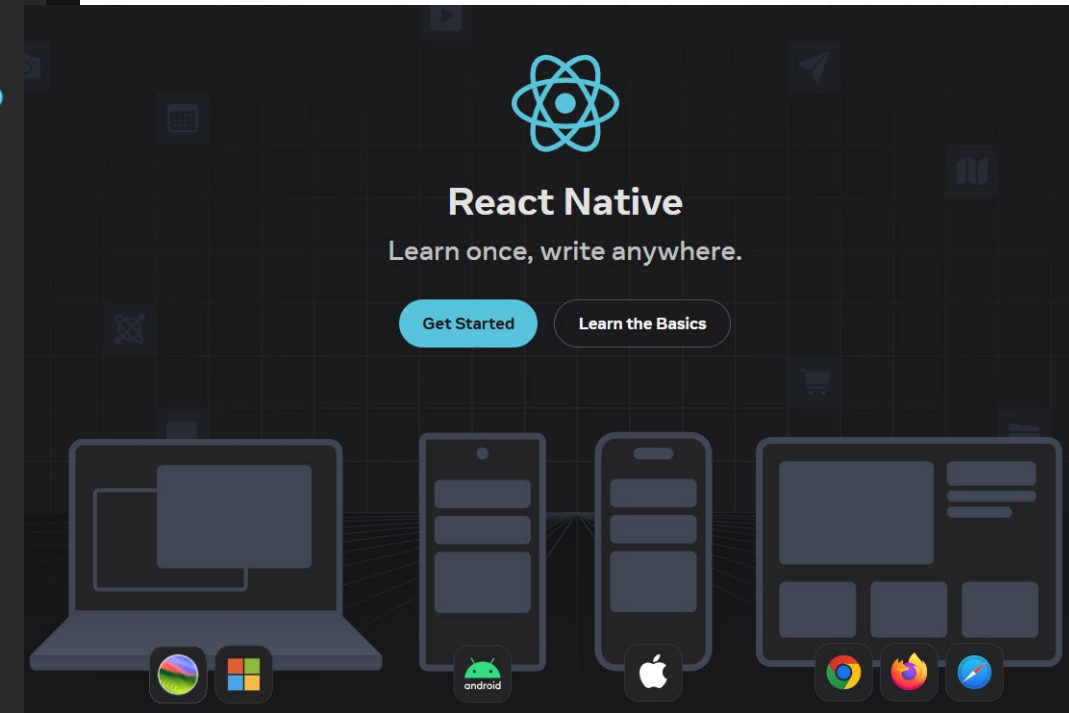 React Native
Learn once, write anywhere.
Get Started
Learn the Basics
android